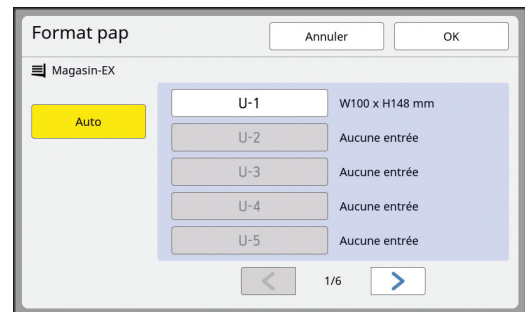 Format pap
Annuler
OK
Magasin-EX
Auto
U-1 W100 x H148 mm
U-2 Aucune entrée
U-3 Aucune entrée
U-4 Aucune entrée
U-5 Aucune entrée
1/6